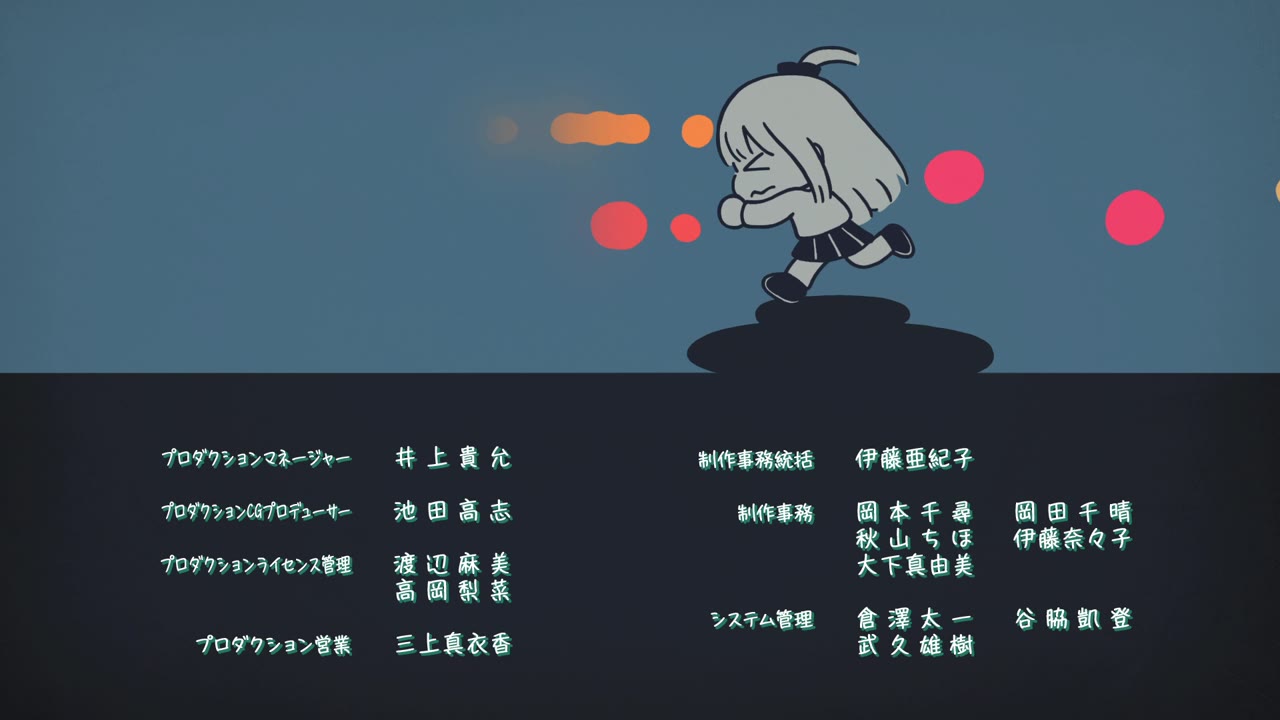 プロダクションマネージャー 井上貴允
プロダクションCGプロデューサー 池田高志
プロダクションライセンス管理 渡辺麻美
高岡梨菜
プロダクション営業 三上真衣香
制作事務統括 伊藤亜紀子
制作事務 岡本千尋 岡田千晴
秋山ちほ 伊藤奈々子
大下真由美
システム管理 倉澤太一 谷脇凱登
武久雄樹